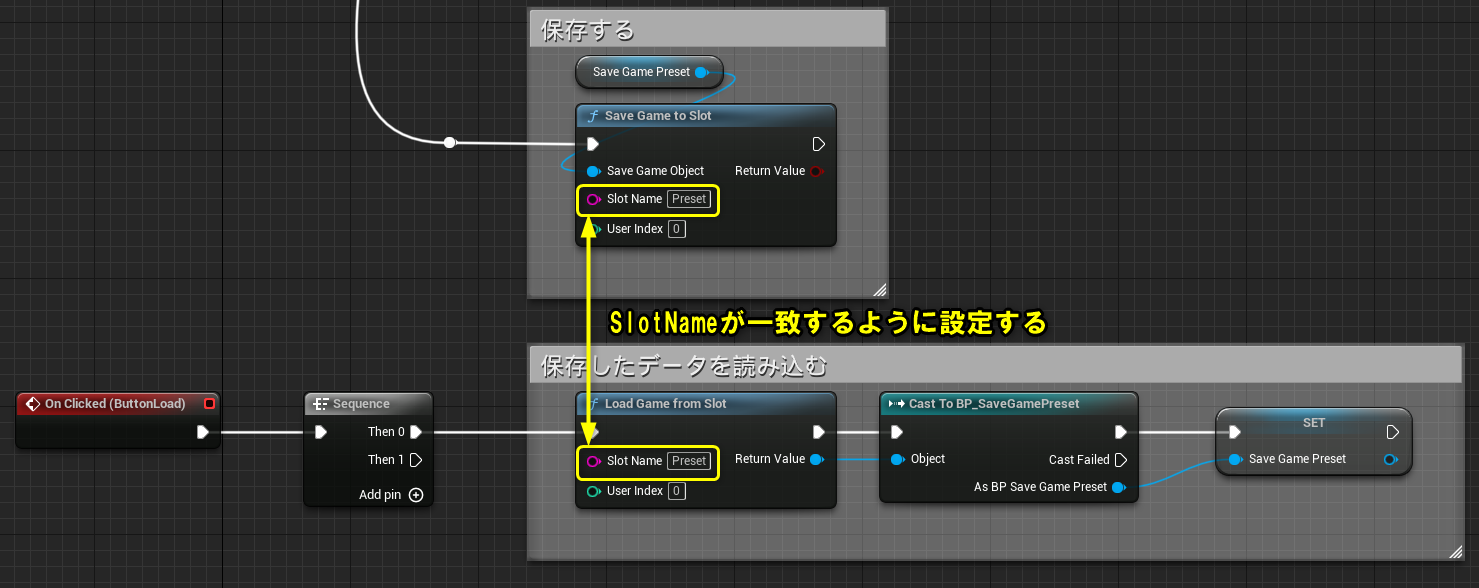 保存する
Save Game Preset
f Save Game to Slot
Save Game Object Return Value
Slot Name Preset
User Index 0
SlotNameが一致するように設定する
保存したデータを読み込む
On Clicked (ButtonLoad)
Sequence
Then 0
Then 1
Add pin
f Load Game from Slot
Slot Name Preset Return Value
User Index 0
Cast To BP_SaveGamePreset
Object
Cast Failed
As BP Save Game Preset
SET
Save Game Preset